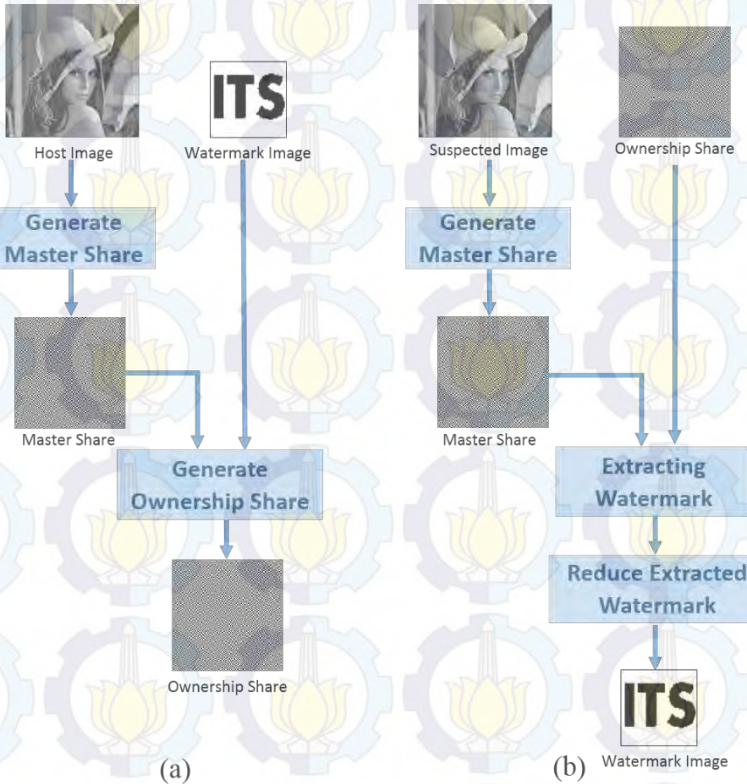 ITS
Host Image
Watermark Image
Generate
Master Share
Master Share
Generate
Ownership Share
Ownership Share
(a)
Suspected Image
Ownership Share
Generate
Master Share
Master Share
Extracting
Watermark
Reduce Extracted
Watermark
ITS
Watermark Image
(b)